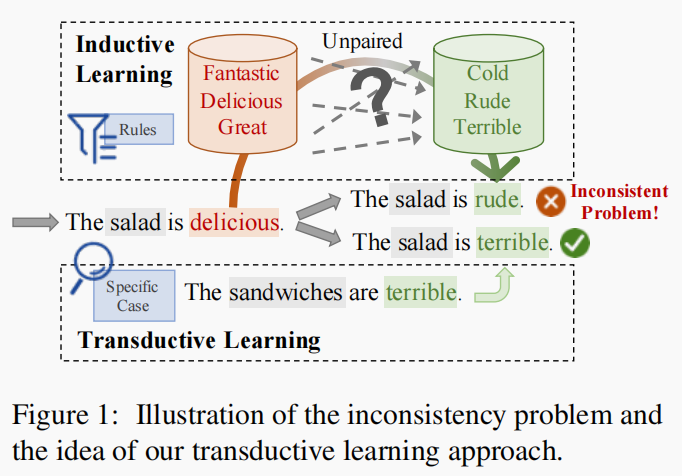 Inductive
Learning
Rules
Fantastic
Delicious
Great
Unpaired
?
Cold
Rude
Terrible
The salad is delicious.
The salad is rude.
Inconsistent
Problem!
The salad is terrible.
Specific
Case
The sandwiches are terrible.
Transductive Learning
Figure 1: Illustration of the inconsistency problem and
the idea of our transductive learning approach.